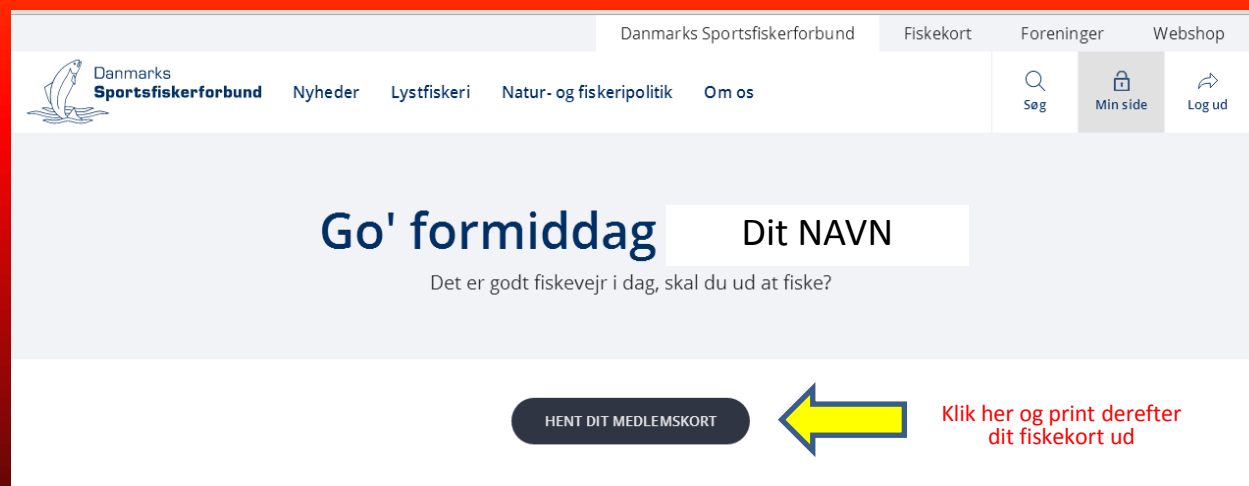 Danmarks Sportsfiskerforbund Fiskekort Foreninger Webshop
Danmarks
Sportsfiskerforbund
Nyheder Lystfiskeri Natur- og fiskeripolitik Om os
Søg Min side Log ud
Go' formiddag Dit NAVN
Det er godt fiskevejr i dag, skal du ud at fiske?
HENT DIT MEDLEMSKORT
Klik her og print derefter
dit fiskekort ud